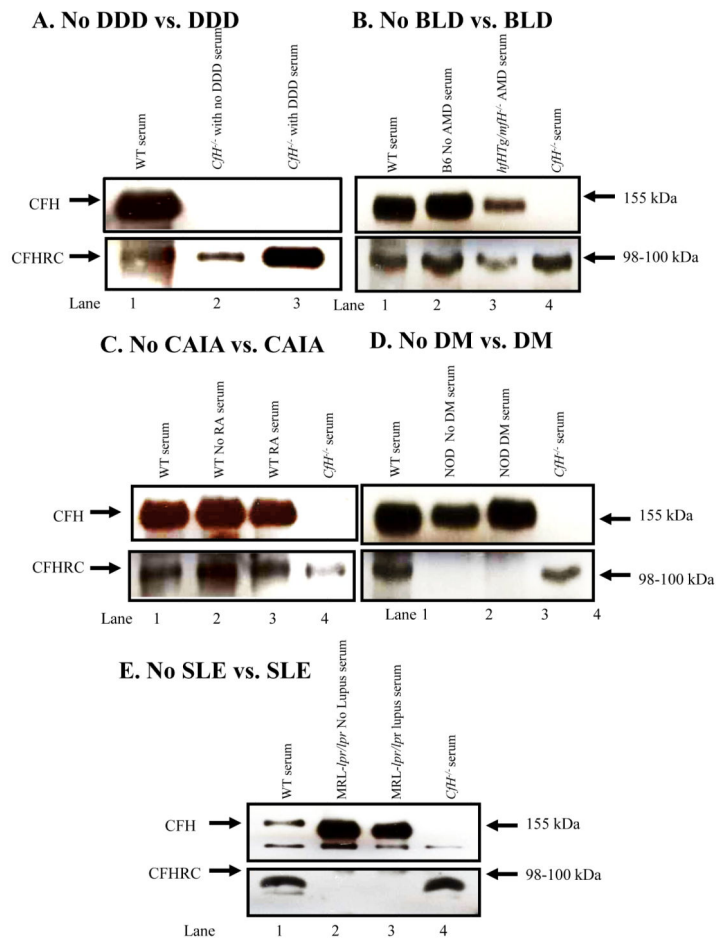 A. No DDD vs. DDD
WT serum
CfH-/- with no DDD serum
CfH-/- with DDD serum
CFH
CFHRC
Lane 1 2 3
B. No BLD vs. BLD
WT serum
B6 No AMD serum
hfHTg/mfH-/- AMD serum
CfH-/- serum
155 kDa
98-100 kDa
1 2 3 4
C. No CAIA vs. CAIA
WT serum
WT No RA serum
WT RA serum
CfH-/- serum
CFH
CFHRC
Lane 1 2 3 4
D. No DM vs. DM
WT serum
NOD No DM serum
NOD DM serum
CfH-/- serum
155 kDa
98-100 kDa
Lane 1 2 3 4
E. No SLE vs. SLE
WT serum
MRL-lpr/lpr No Lupus serum
MRL-lpr/lpr lupus serum
CfH-/- serum
CFH
155 kDa
CFHRC
98-100 kDa
Lane 1 2 3 4